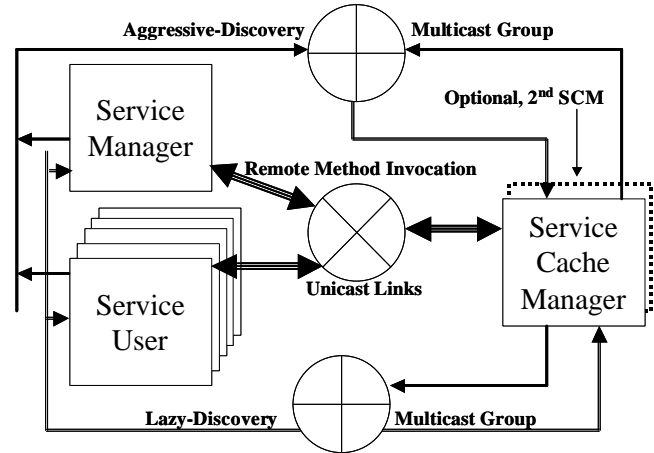 Aggressive-Discovery
Multicast Group
Optional, 2nd SCM
Service
Manager
Remote Method Invocation
Service
Cache
Manager
Unicast Links
Service
User
Lazy-Discovery
Multicast Group